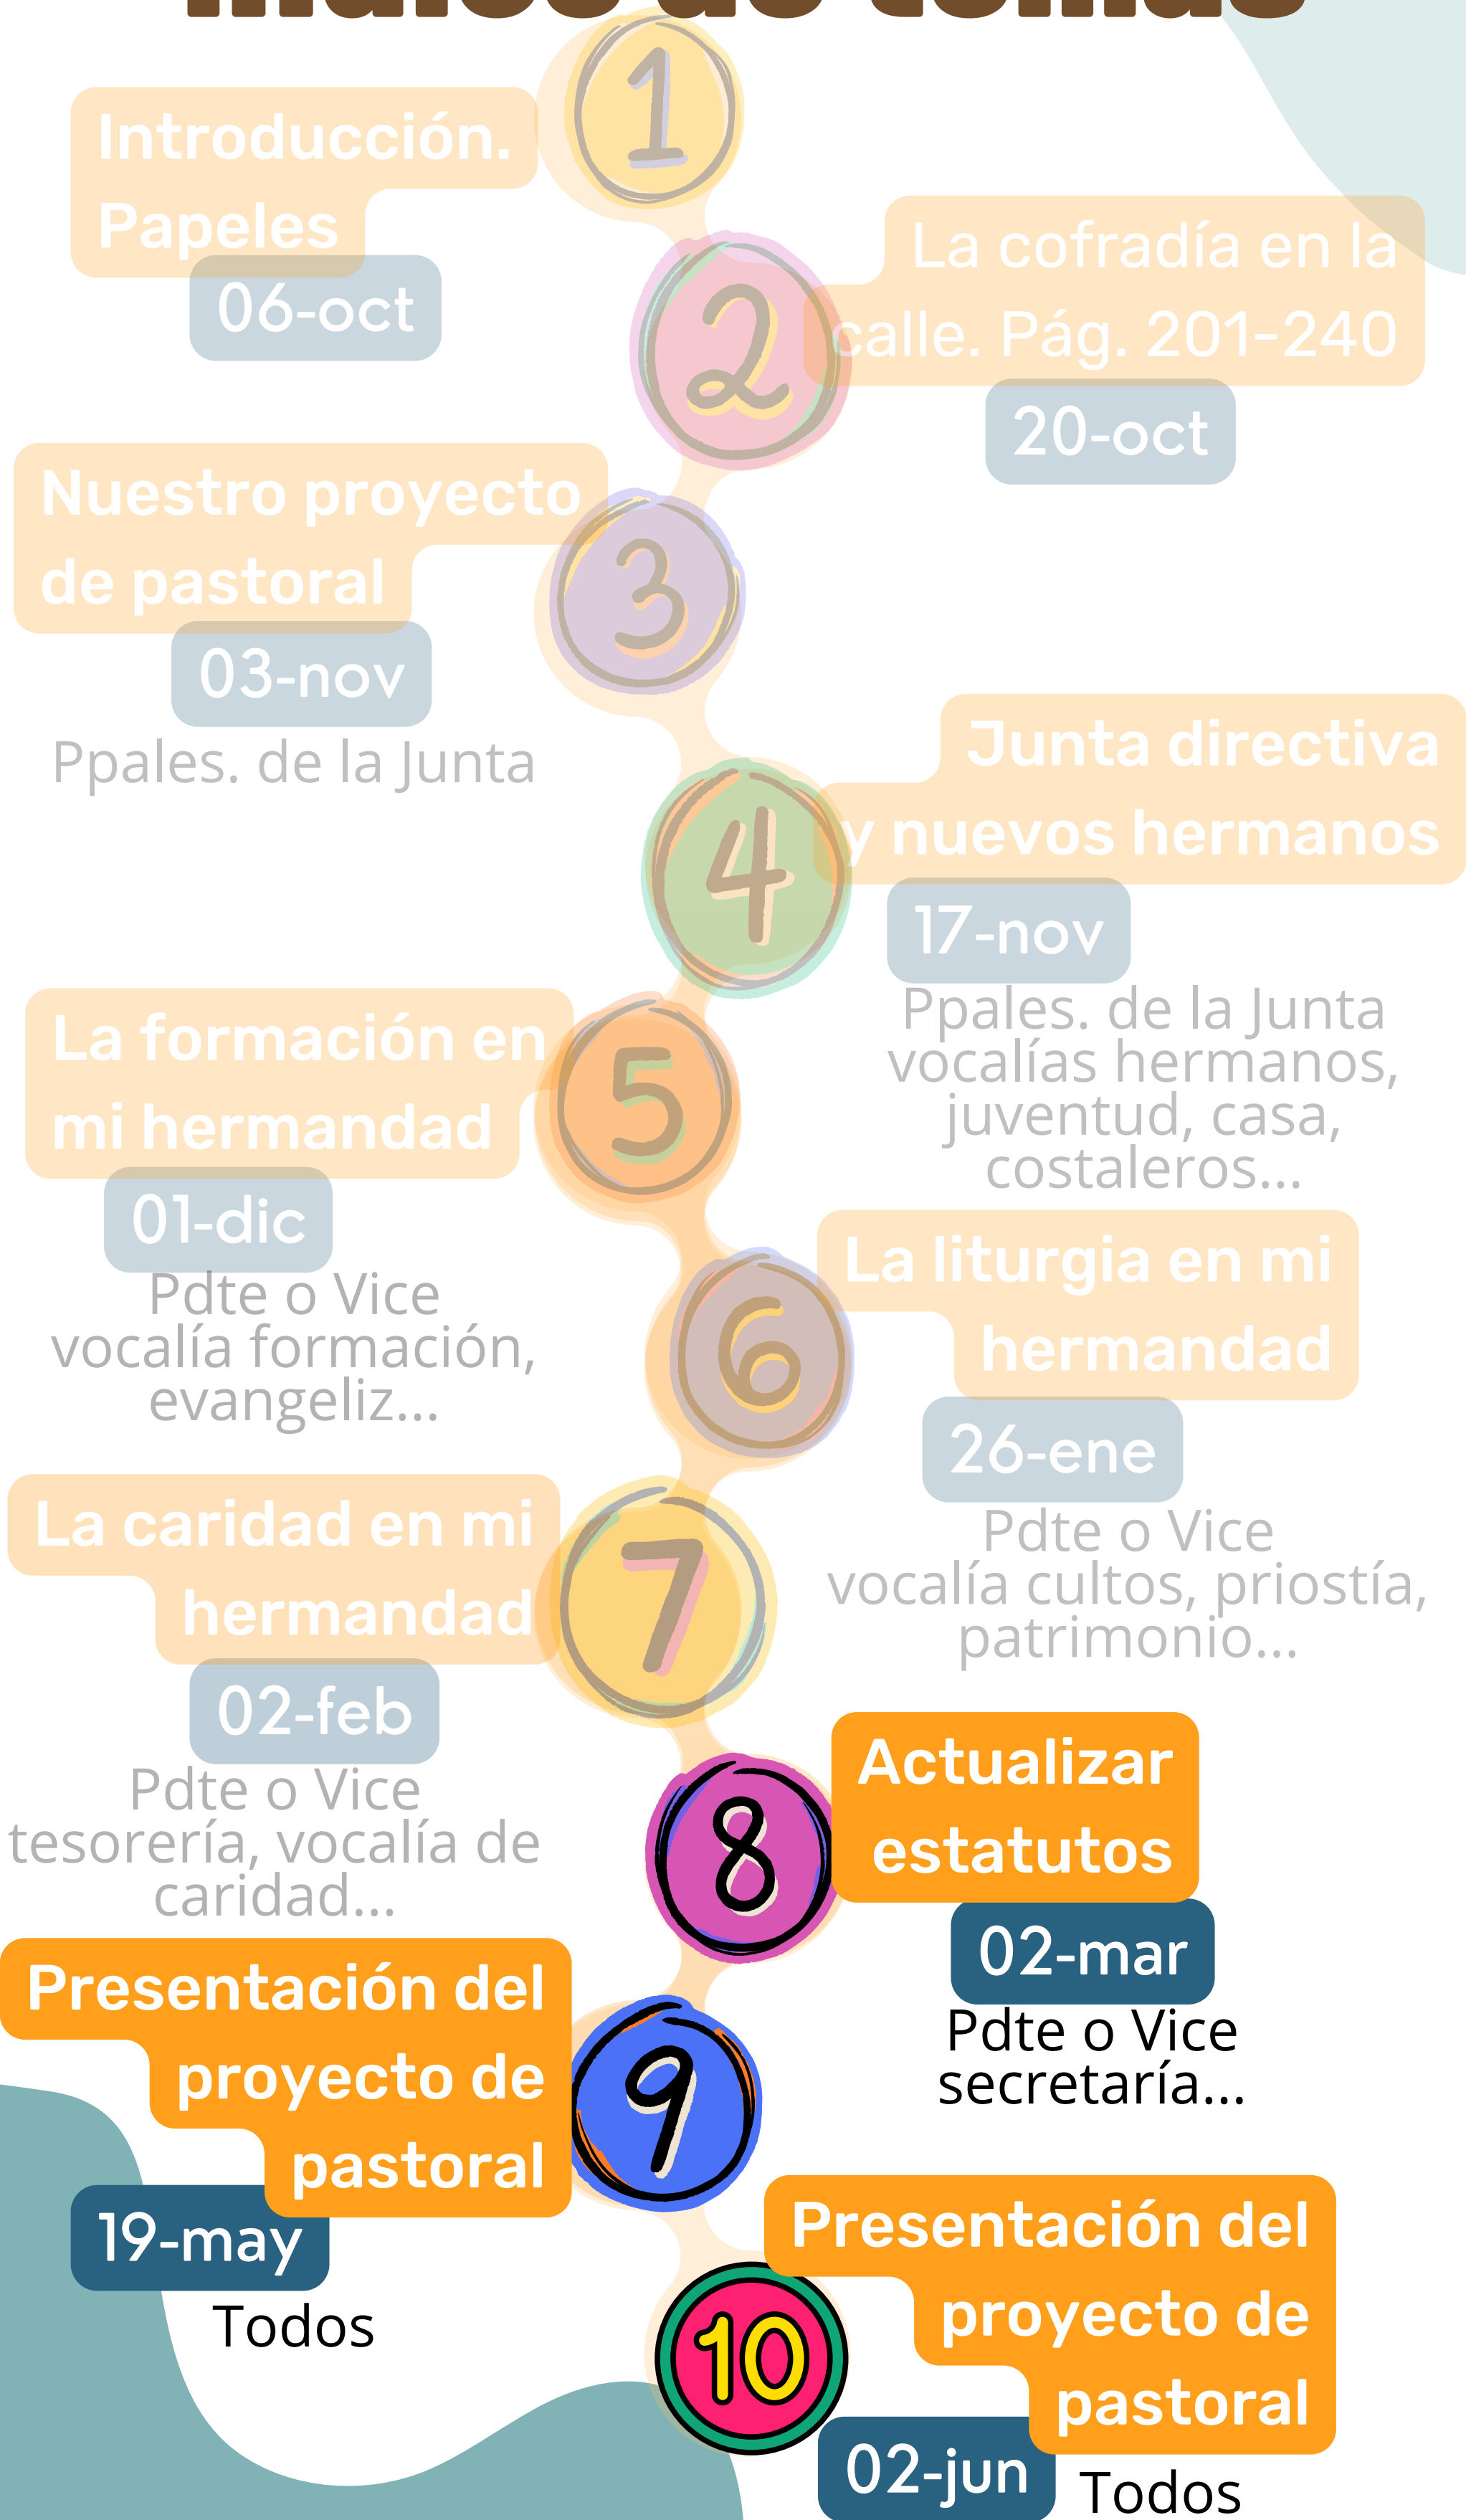 1
Introducción.
Papeles
06-oct
2
La cofradía en la
calle. Pág. 201-240
20-oct
3
Nuestro proyecto
de pastoral
03-nov
Ppales. de la Junta
4
Junta directiva
y nuevos hermanos
17-nov
Ppales. de la Junta
vocalías hermanos,
juventud, casa,
costaleros...
5
La formación en
mi hermandad
01-dic
Pdte o Vice
vocalía formación,
evangeliz...
6
La liturgia en mi
hermandad
26-ene
Pdte o Vice
vocalía cultos, priostía,
patrimonio...
7
La caridad en mi
hermandad
02-feb
Pdte o Vice
tesorería, vocalía de
caridad...
8
Actualizar
estatutos
02-mar
Pdte o Vice
secretaría...
9
Presentación del
proyecto de
pastoral
19-may
Todos
10
Presentación del
proyecto de
pastoral
02-jun
Todos